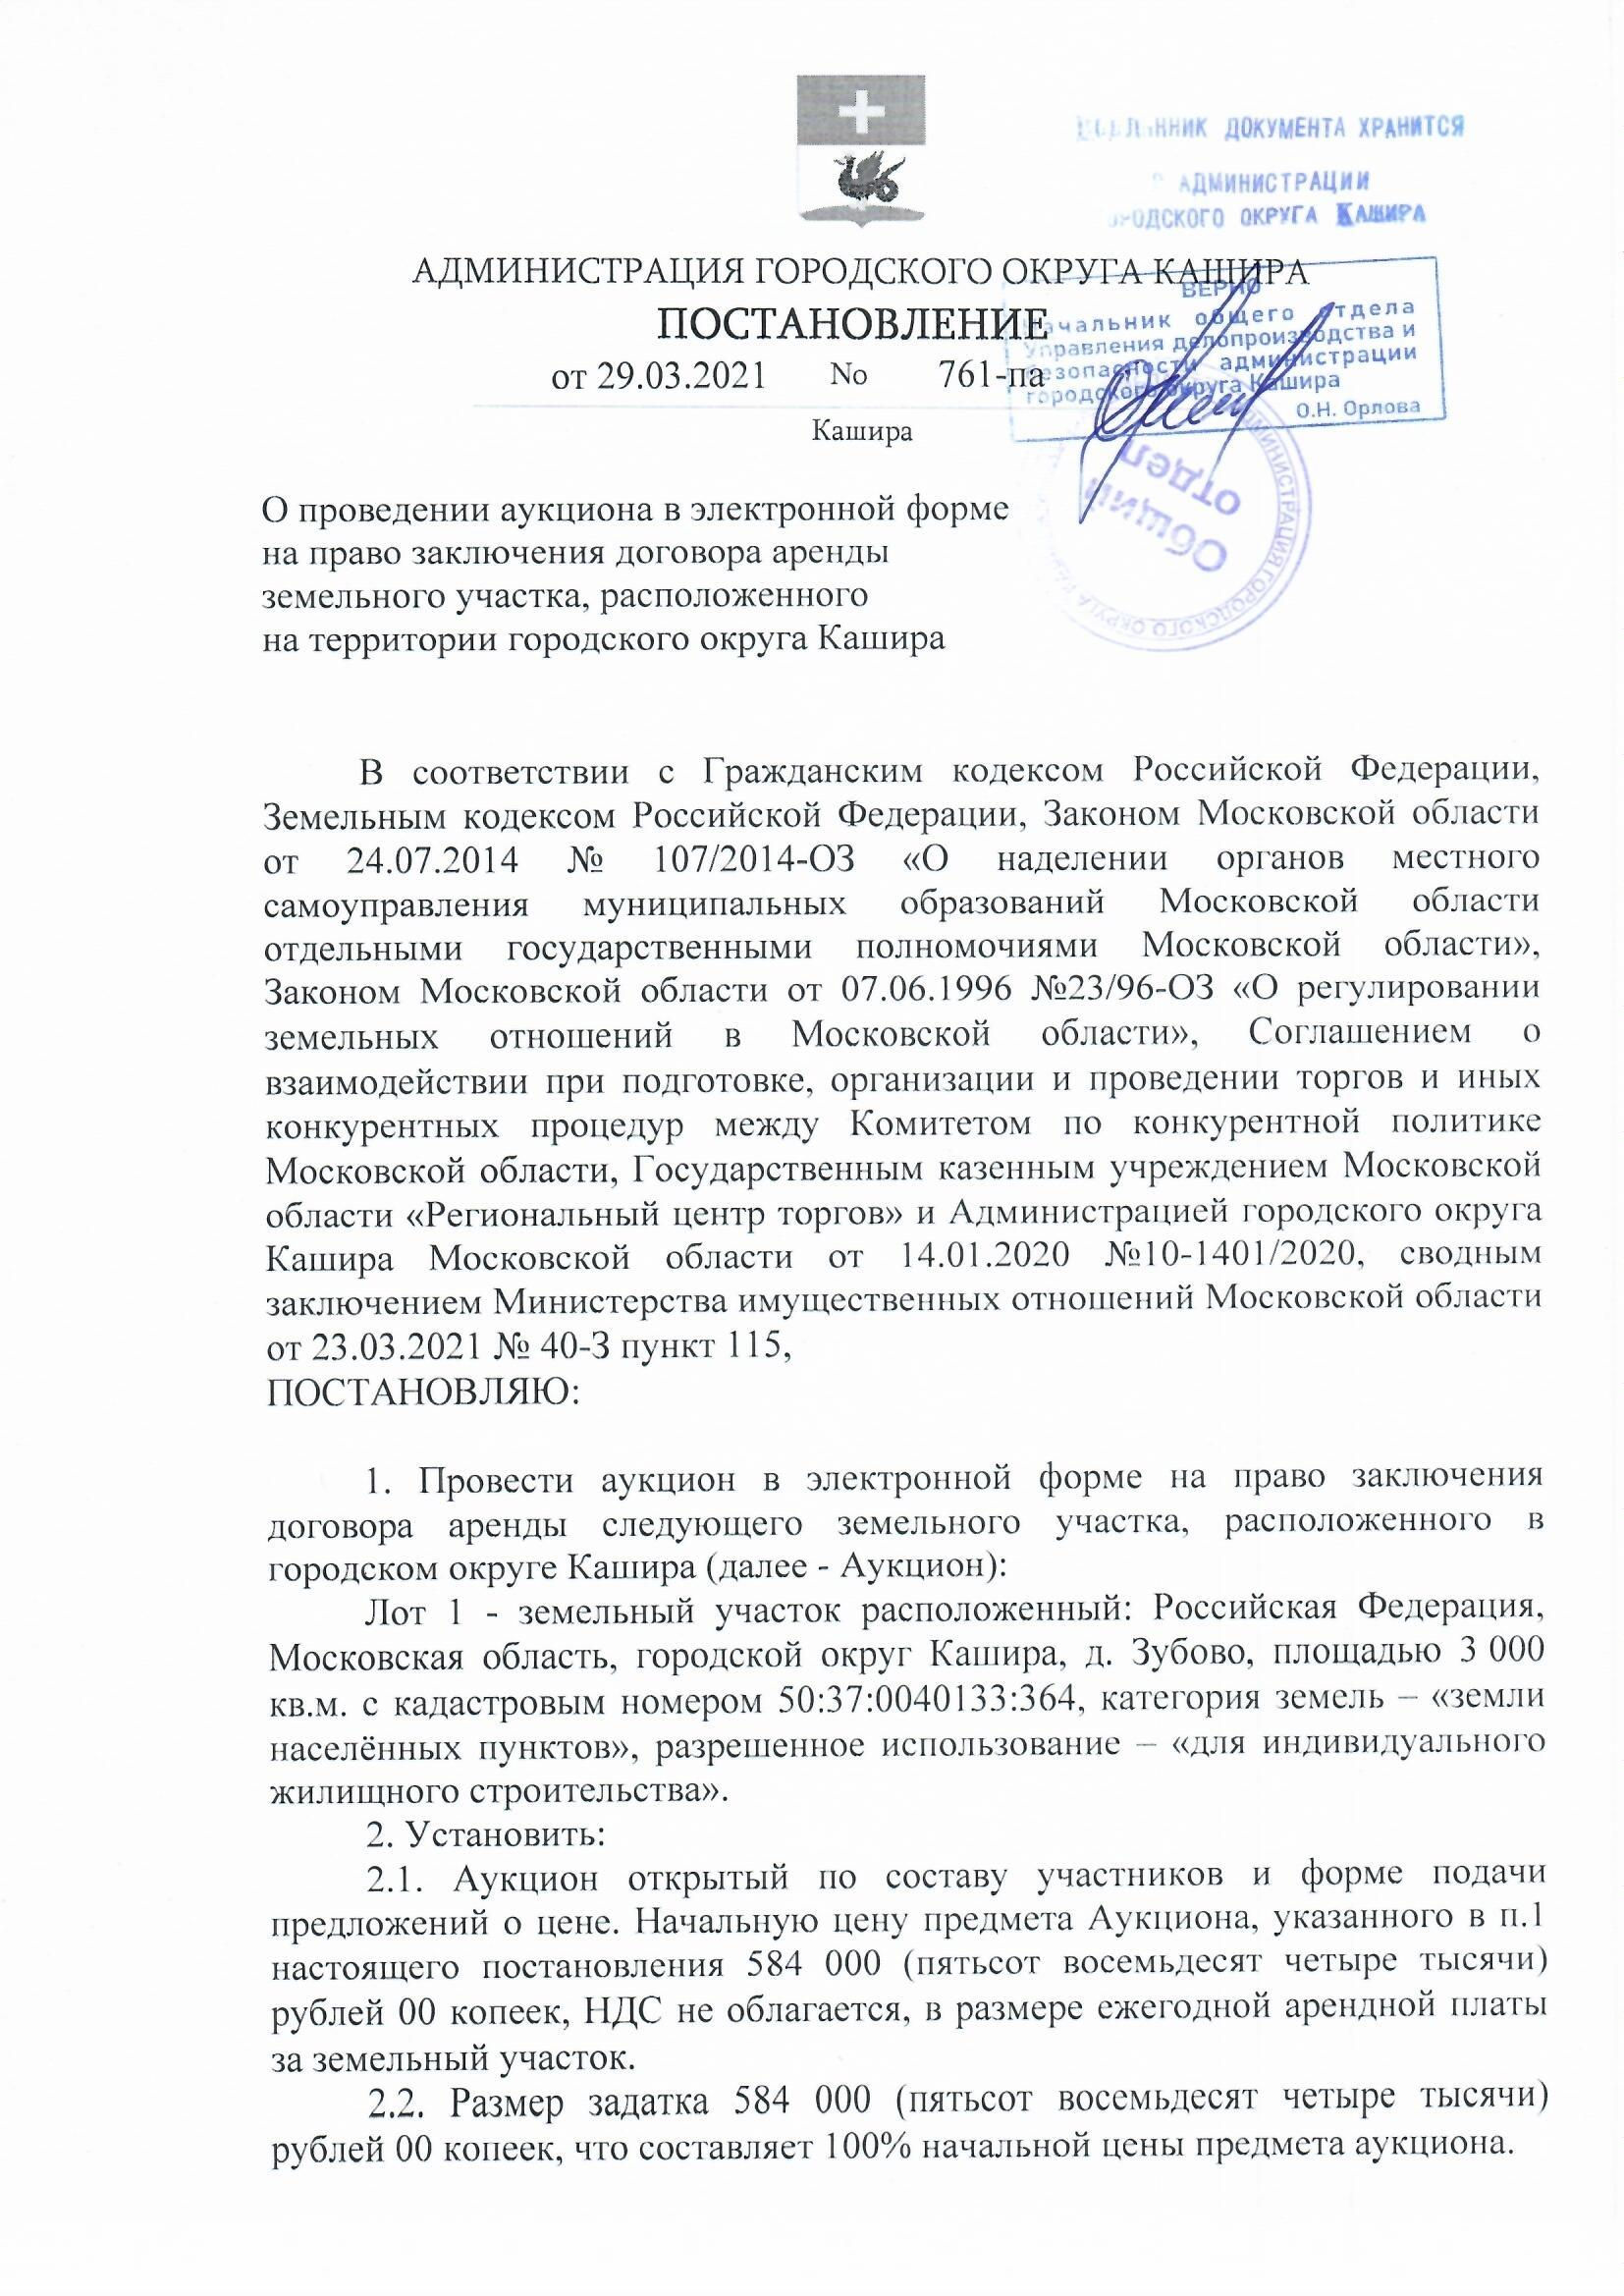 ДОКУМЕНТА ХРАНИТСЯ
АДМИНИСТРАЦИИ
ОКРУГА КАШИРА
АДМИНИСТРАЦИЯ ГОРОДСКОГО ОКРУГА КАШИРА
ПОСТАНОВЛЕНИЕ
от 29.03.2021 No 761-па
Кашира
ВЕРНО
Начальник общего отдела
Управления делопроизводства и
безопасности администрации
городского округа Кашира
О.Н. Орлова
Общий
отдел
АДМИНИСТРАЦИЯ ГОРОДСКОГО ОКРУГА
О проведении аукциона в электронной форме
на право заключения договора аренды
земельного участка, расположенного
на территории городского округа Кашира
В соответствии с Гражданским кодексом Российской Федерации,
Земельным кодексом Российской Федерации, Законом Московской области
от 24.07.2014 № 107/2014-ОЗ «О наделении органов местного
самоуправления муниципальных образований Московской области
отдельными государственными полномочиями Московской области»,
Законом Московской области от 07.06.1996 №23/96-ОЗ «О регулировании
земельных отношений в Московской области», Соглашением о
взаимодействии при подготовке, организации и проведении торгов и иных
конкурентных процедур между Комитетом по конкурентной политике
Московской области, Государственным казенным учреждением Московской
области «Региональный центр торгов» и Администрацией городского округа
Кашира Московской области от 14.01.2020 №10-1401/2020, сводным
заключением Министерства имущественных отношений Московской области
от 23.03.2021 № 40-З пункт 115,
ПОСТАНОВЛЯЮ:
1. Провести аукцион в электронной форме на право заключения
договора аренды следующего земельного участка, расположенного в
городском округе Кашира (далее - Аукцион):
Лот 1 - земельный участок расположенный: Российская Федерация,
Московская область, городской округ Кашира, д. Зубово, площадью 3 000
кв.м. с кадастровым номером 50:37:0040133:364, категория земель – «земли
населённых пунктов», разрешенное использование – «для индивидуального
жилищного строительства».
2. Установить:
2.1. Аукцион открытый по составу участников и форме подачи
предложений о цене. Начальную цену предмета Аукциона, указанного в п.1
настоящего постановления 584 000 (пятьсот восемьдесят четыре тысячи)
рублей 00 копеек, НДС не облагается, в размере ежегодной арендной платы
за земельный участок.
2.2. Размер задатка 584 000 (пятьсот восемьдесят четыре тысячи)
рублей 00 копеек, что составляет 100% начальной цены предмета аукциона.